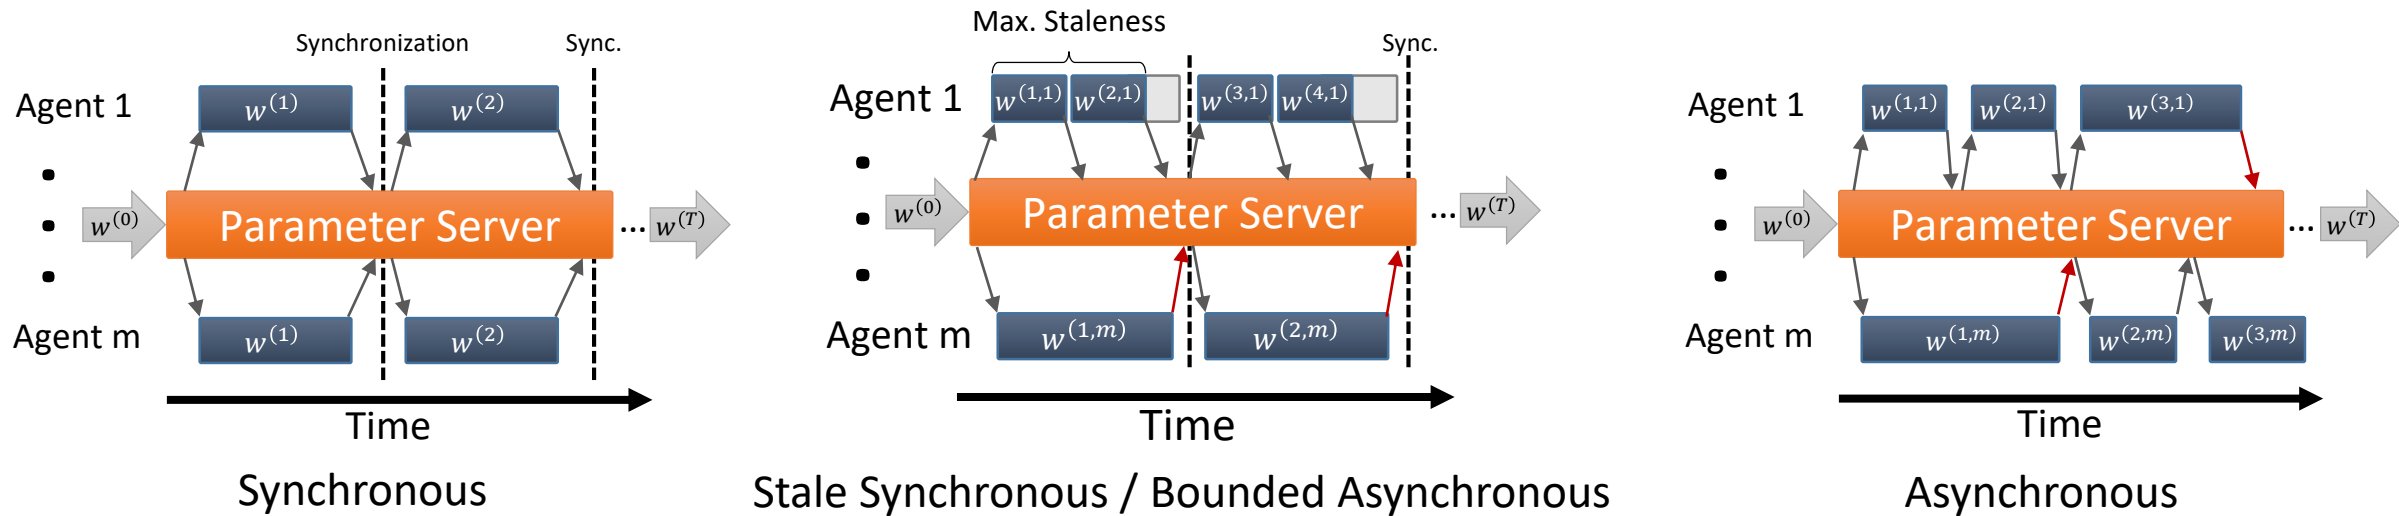 Synchronization
Sync.
Agent 1
w^(1)
w^(2)
w^(0)
Parameter Server
...
w^(T)
Agent m
w^(1)
w^(2)
Time
Synchronous
Max. Staleness
Sync.
Agent 1
w^(1,1)
w^(2,1)
w^(3,1)
w^(4,1)
w^(0)
Parameter Server
...
w^(T)
Agent m
w^(1,m)
w^(2,m)
Time
Stale Synchronous / Bounded Asynchronous
Agent 1
w^(1,1)
w^(2,1)
w^(3,1)
w^(0)
Parameter Server
...
w^(T)
Agent m
w^(1,m)
w^(2,m)
w^(3,m)
Time
Asynchronous